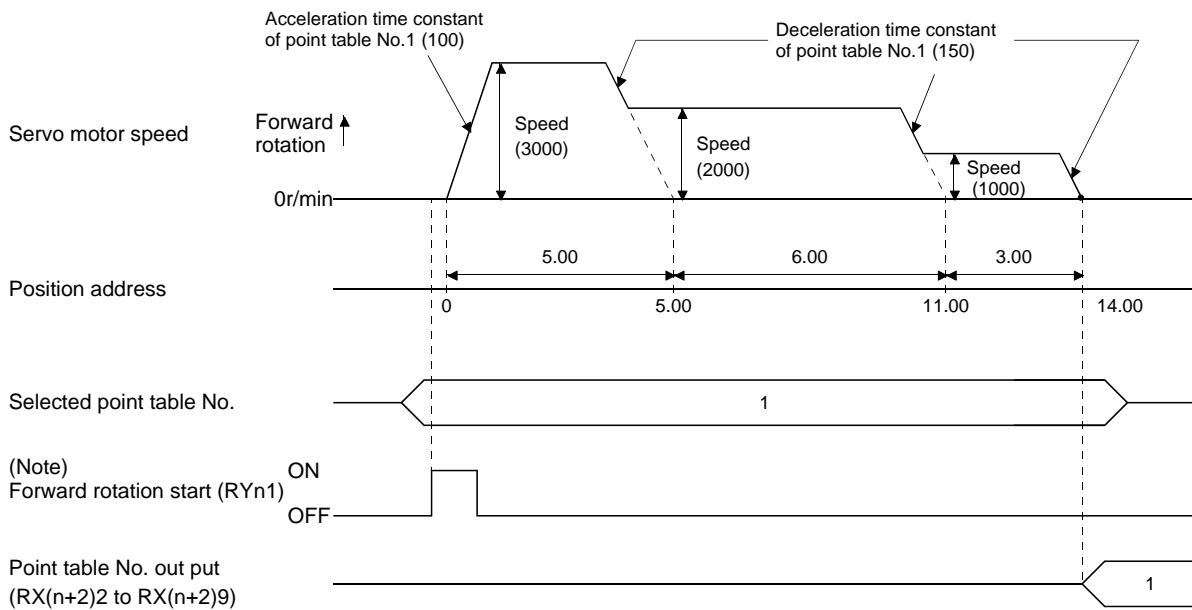 Acceleration time constant
of point table No.1 (100)
Deceleration time constant
of point table No.1 (150)
Servo motor speed
Forward
rotation
Speed
(3000)
Speed
(2000)
Speed
(1000)
0r/min
5.00
6.00
3.00
Position address
0
5.00
11.00
14.00
Selected point table No.
1
(Note)
Forward rotation start (RYn1)
ON
OFF
Point table No. out put
(RX(n+2)2 to RX(n+2)9)
1